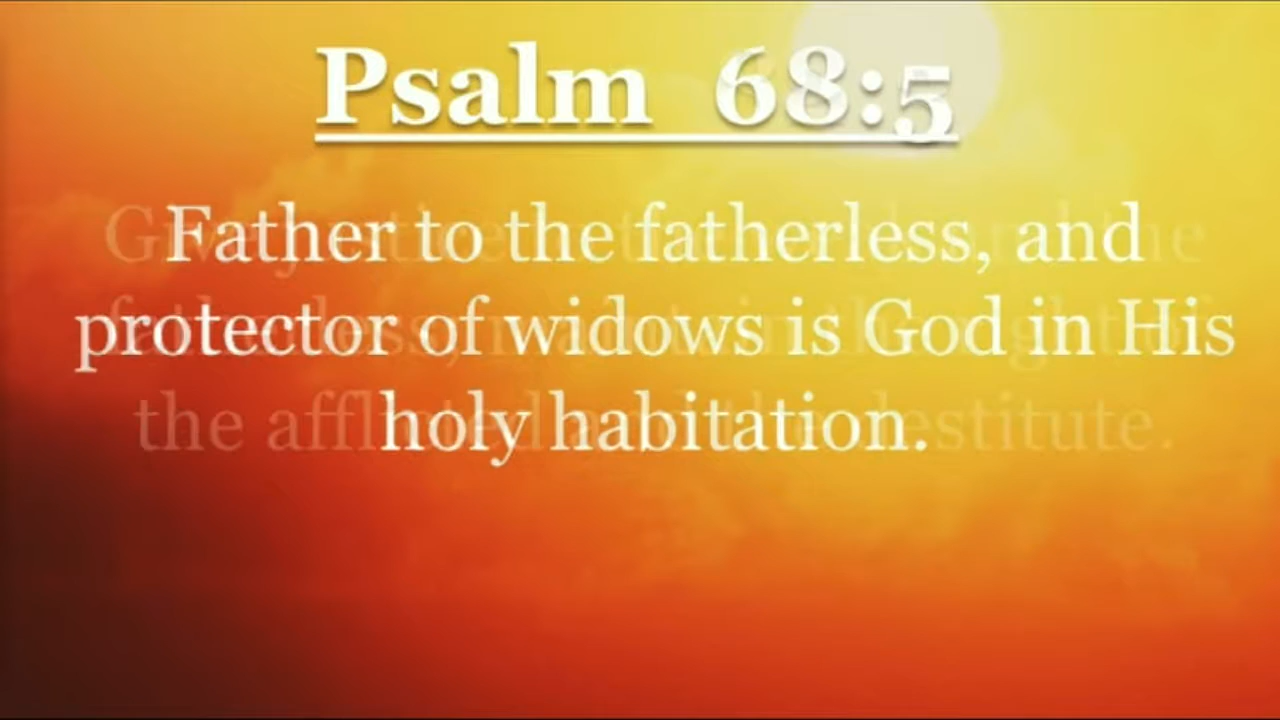 Psalm 68:5
Father to the fatherless, and
protector of widows is God in His
holy habitation.